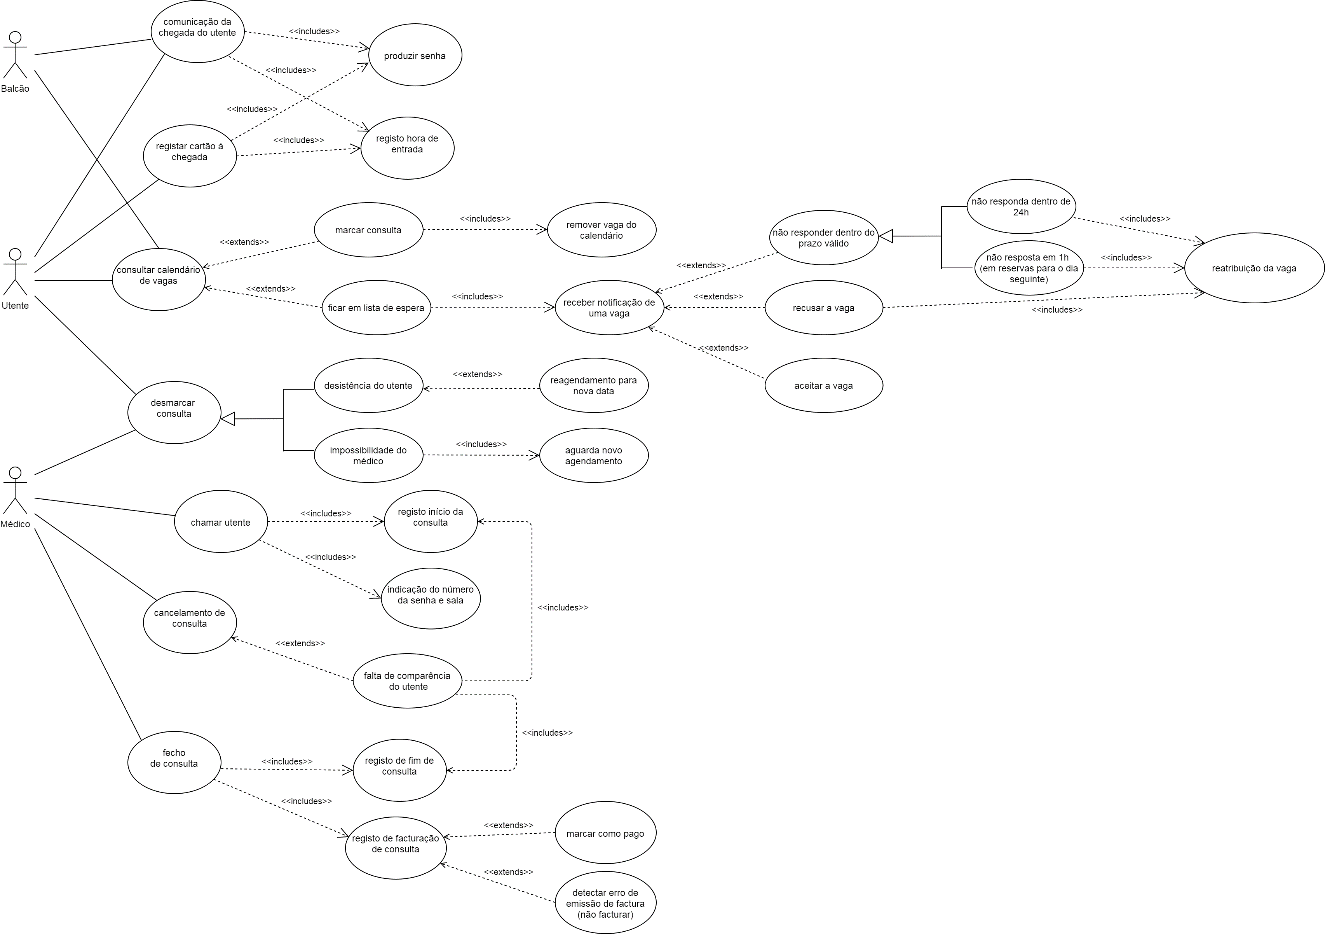 comunicação da
chegada do utente
<<includes>>
produzir senha
Balcão
<<includes>>
<<includes>>
registar cartão à
chegada
<<includes>>
registo hora de
entrada
marcar consulta
<<includes>>
remover vaga do
calendário
<<extends>>
Utente
consultar calendário
de vagas
<<extends>>
ficar em lista de espera
<<includes>>
receber notificação de
uma vaga
<<extends>>
não responder dentro do
prazo válido
não responda dentro de
24h
<<includes>>
não resposta em 1h
(em reservas para o dia
seguinte)
<<includes>>
reatribuição da vaga
<<extends>>
recusar a vaga
<<includes>>
<<extends>>
aceitar a vaga
desmarcar
consulta
desistência do utente
<<extends>>
reagendamento para
nova data
impossibilidade do
médico
<<includes>>
aguarda novo
agendamento
Médico
chamar utente
<<includes>>
registo início da
consulta
<<includes>>
indicação do número
da senha e sala
<<includes>>
cancelamento de
consulta
<<extends>>
falta de comparência
do utente
<<includes>>
fecho
de consulta
<<includes>>
registo de fim de
consulta
<<includes>>
registo de facturação
de consulta
<<extends>>
marcar como pago
<<extends>>
detectar erro de
emissão de factura
(não facturar)